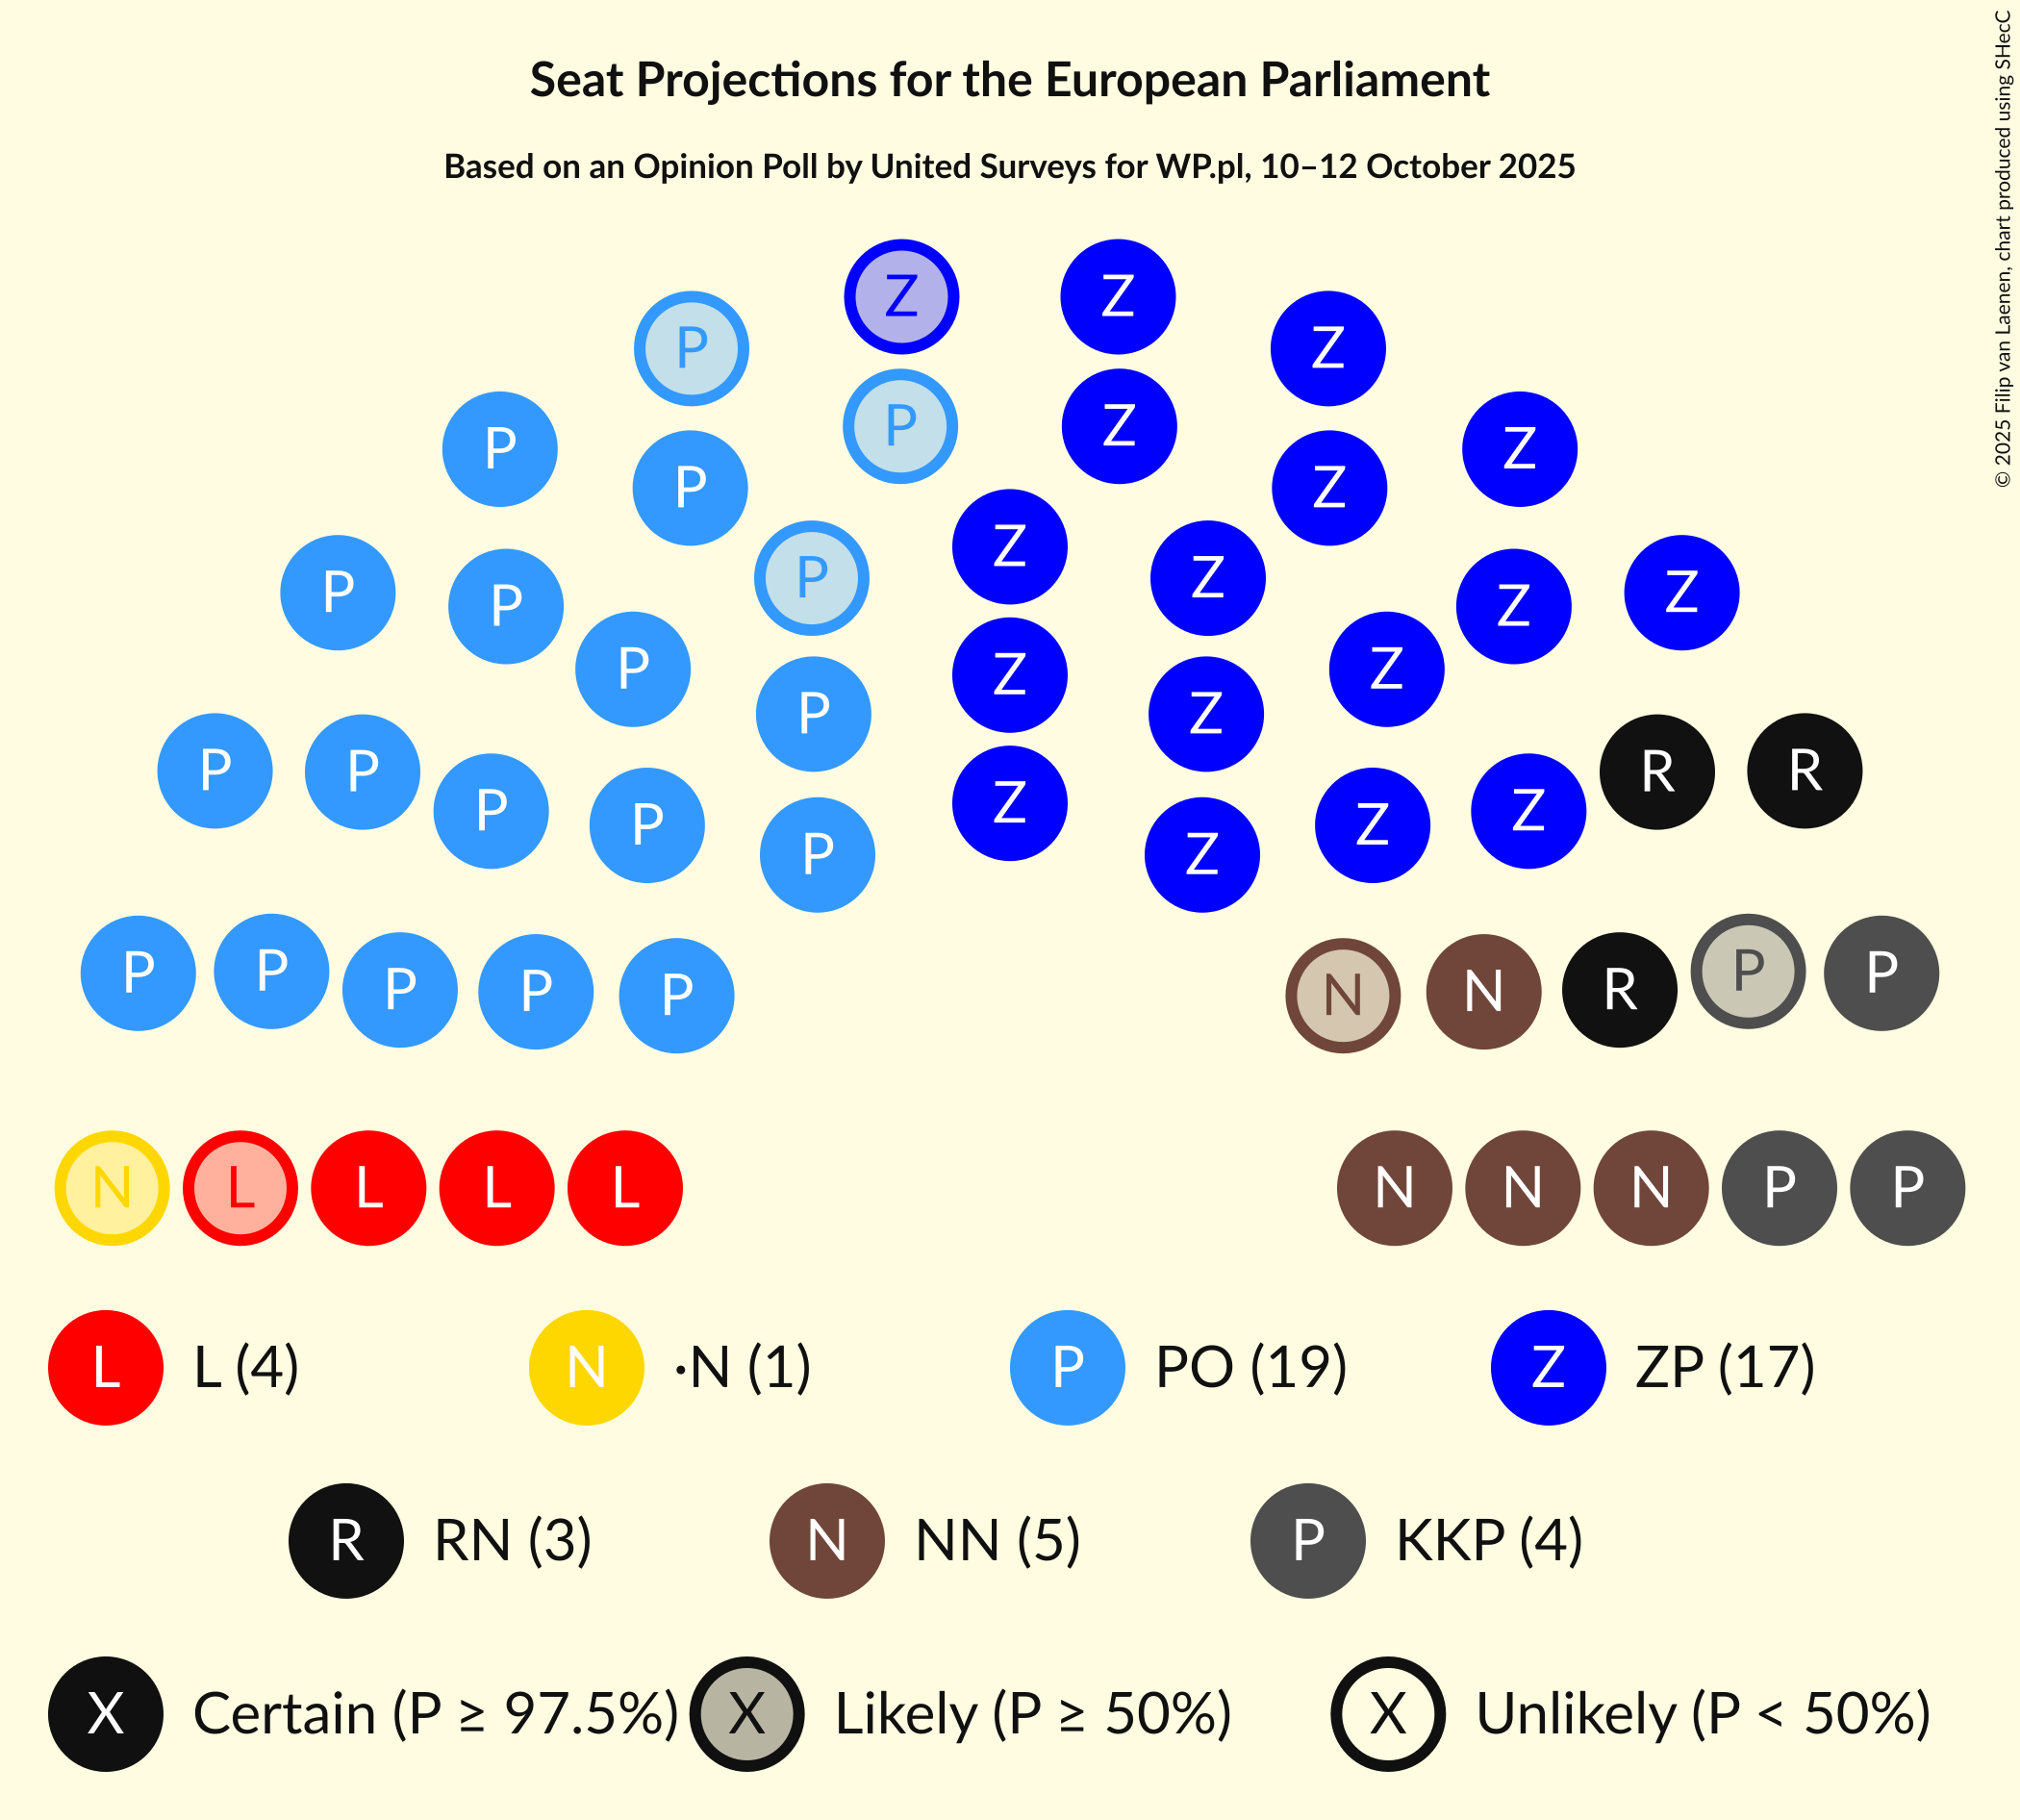 Seat Projections for the European Parliament
Based on an Opinion Poll by United Surveys for WP.pl, 10–12 October 2025
© 2025 Filip van Laenen, chart produced using SHecC
Z Z
P Z
P Z
P Z Z
P P Z
Z
P Z
P P Z Z
P Z
Z
P Z
P P R R
Z
P Z
P Z
P Z
P P P P
P P P N N R
N L L L L N N N P P
L L (4) N ·N (1) P PO (19) Z ZP (17)
R RN (3) N NN (5) P KKP (4)
X Certain (P ≥ 97.5%) X Likely (P ≥ 50%) X Unlikely (P < 50%)